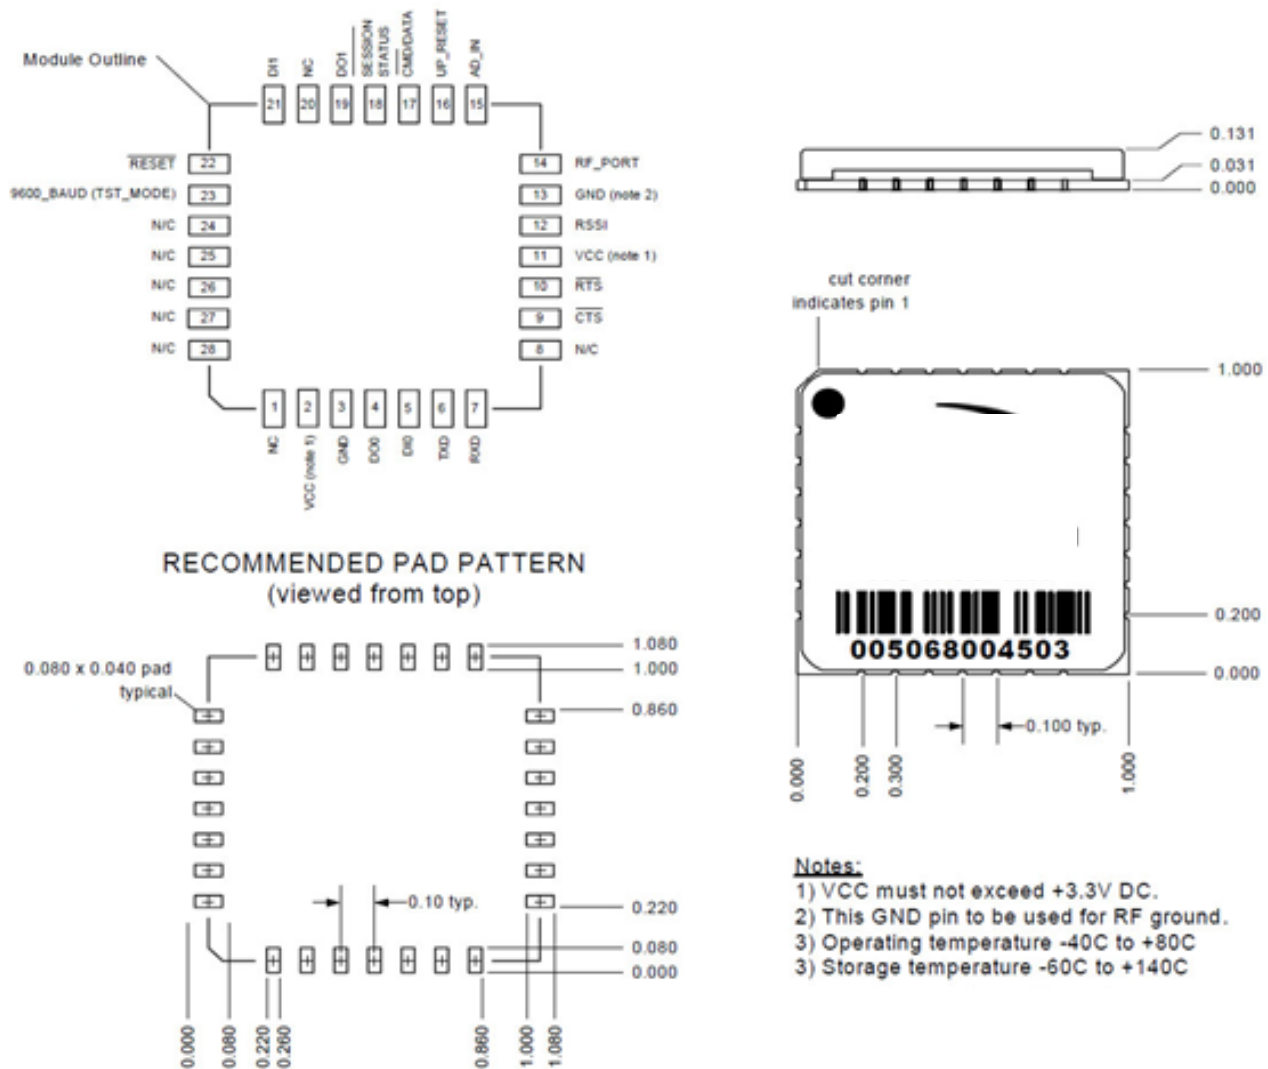 Module Outline
DI1
NC
DO1
SESSION
STATUS
CMD/DATA
UP_RESET
AD_IN
21
20
19
18
17
16
15
RESET 22
9600_BAUD (TST_MODE) 23
N/C 24
N/C 25
N/C 26
N/C 27
N/C 28
14 RF_PORT
13 GND (note 2)
12 RSSI
11 VCC (note 1)
10 RTS
9 CTS
8 N/C
1
2
3
4
5
6
7
NC
VCC (note 1)
GND
DO0
DI0
TXD
RXD
0.131
0.031
0.000
cut corner
indicates pin 1
1.000
0.200
0.000
005068004503
0.100 typ.
0.000
0.200
0.300
1.000
RECOMMENDED PAD PATTERN
(viewed from top)
0.080 x 0.040 pad
typical
1.080
1.000
0.860
0.10 typ.
0.220
0.080
0.000
0.000
0.080
0.220
0.260
0.860
1.000
1.080
Notes:
1) VCC must not exceed +3.3V DC.
2) This GND pin to be used for RF ground.
3) Operating temperature -40C to +80C
3) Storage temperature -60C to +140C